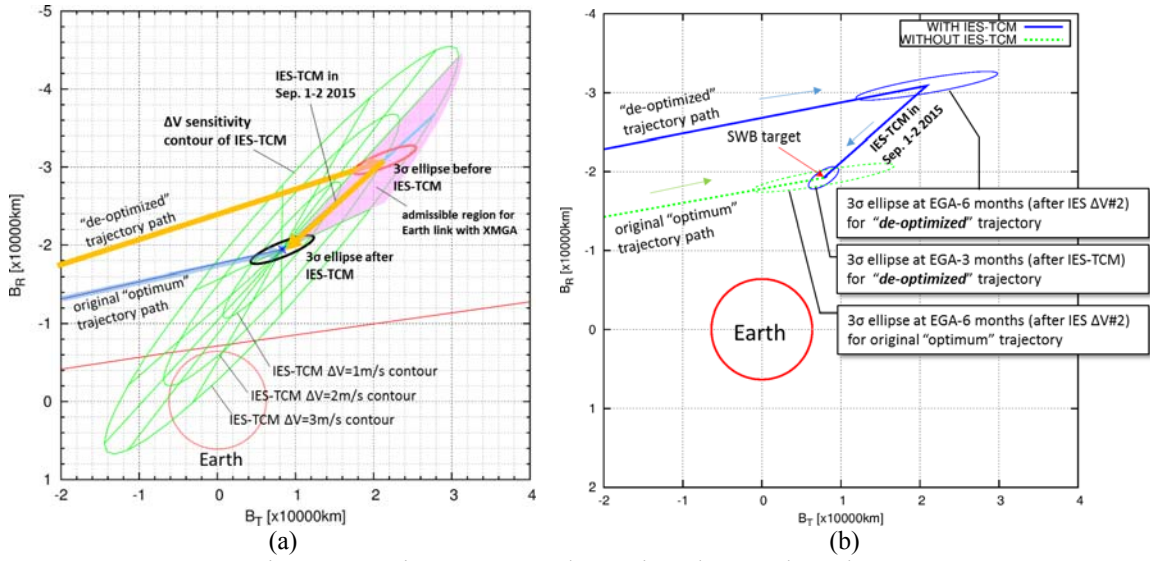 -5
-4
-3
-2
-1
0
1
B_R [x10000km]
IES-TCM in
Sep. 1-2 2015
ΔV sensitivity
contour of IES-TCM
"de-optimized"
trajectory path
3σ ellipse before
IES-TCM
admissible region for
Earth link with XMGA
3σ ellipse after
IES-TCM
original "optimum"
trajectory path
IES-TCM ΔV=1m/s contour
IES-TCM ΔV=2m/s contour
IES-TCM ΔV=3m/s contour
Earth
-2 -1 0 1 2 3 4
B_T [x10000km]
(a)
-4
-3
-2
-1
0
1
2
B_R [x10000km]
WITH IES-TCM
WITHOUT IES-TCM
"de-optimized"
trajectory path
SWB target
IES-TCM in
Sep. 1-2 2015
original "optimum"
trajectory path
3σ ellipse at EGA-6 months (after IES ΔV#2)
for "de-optimized" trajectory
3σ ellipse at EGA-3 months (after IES-TCM)
for "de-optimized" trajectory
3σ ellipse at EGA-6 months (after IES ΔV#2)
for original "optimum" trajectory
Earth
-2 -1 0 1 2 3 4
B_T [x10000km]
(b)